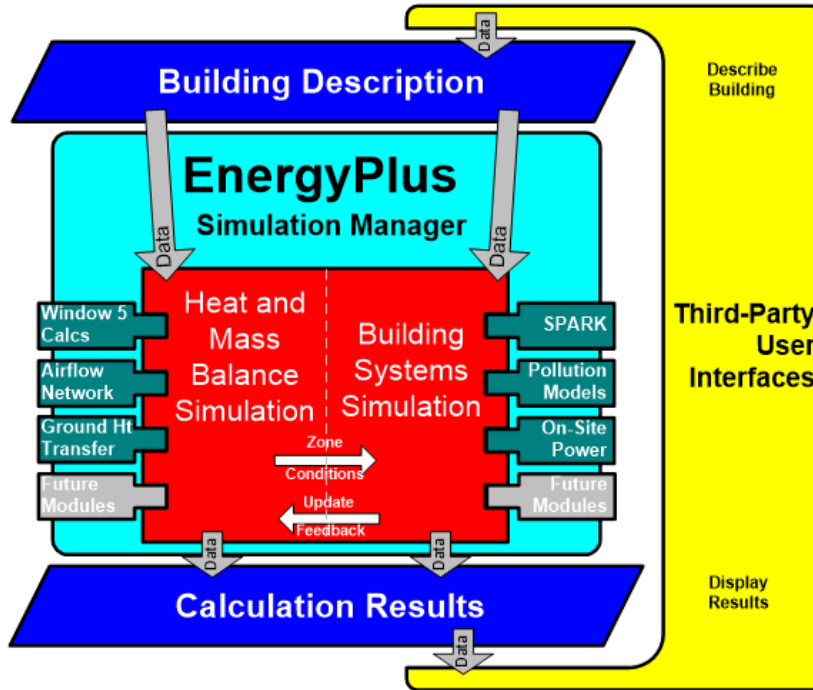 Data
Building Description
Describe
Building
EnergyPlus
Simulation Manager
Data
Data
Heat and
Mass
Balance
Simulation
Building
Systems
Simulation
Window 5
Calcs
Airflow
Network
Ground Ht
Transfer
Future
Modules
SPARK
Pollution
Models
On-Site
Power
Future
Modules
Third-Party
User
Interfaces
Zone
Conditions
Update
Feedback
Data
Data
Calculation Results
Display
Results
Data